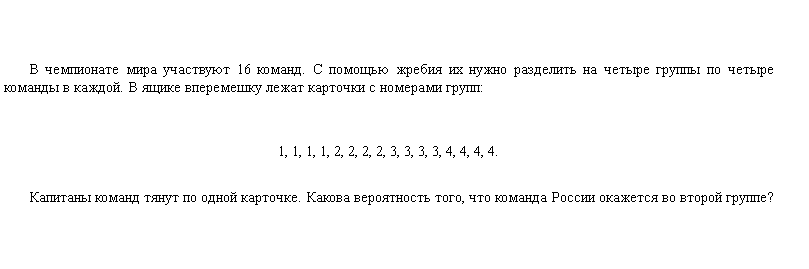 В чемпионате мира участвуют 16 команд. С помощью жребия их нужно разделить на четыре группы по четыре
команды в каждой. В ящике вперемешку лежат карточки с номерами групп:
1, 1, 1, 1, 2, 2, 2, 2, 3, 3, 3, 3, 4, 4, 4, 4.
Капитаны команд тянут по одной карточке. Какова вероятность того, что команда России окажется во второй группе?